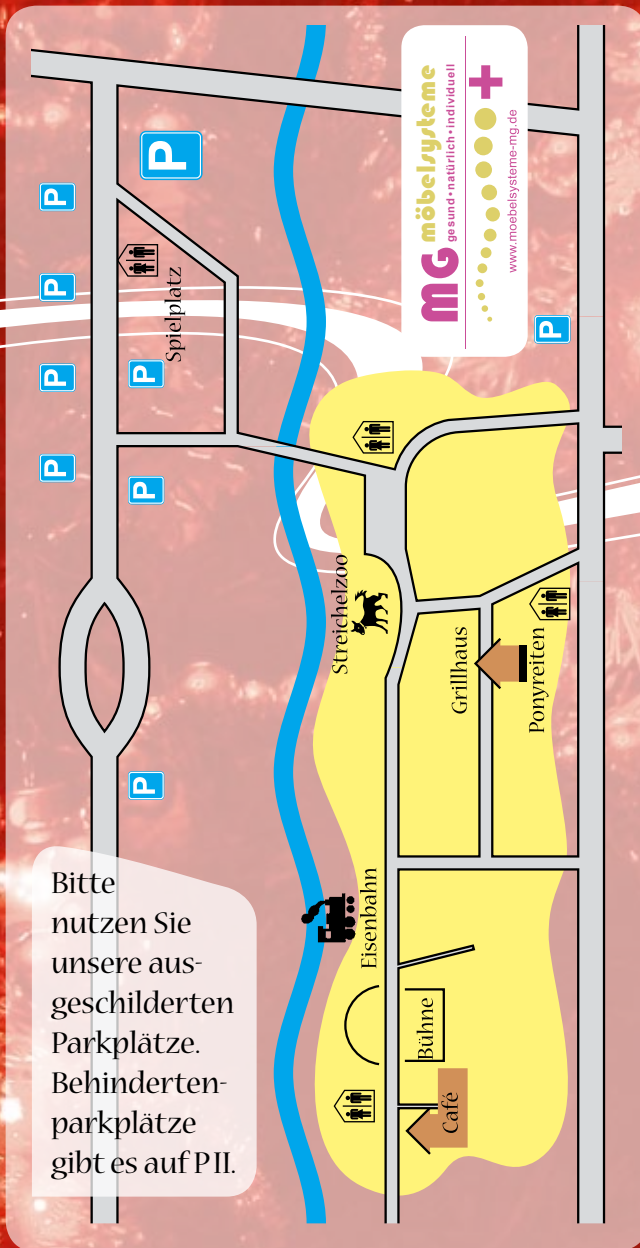 MG möbelsysteme
gesund•natürlich•individuell
www.moebelsysteme-mg.de
P
P
P
P
P
P
P
P
P
Spielplatz
Streichelzoo
Grillhaus
Ponyreiten
Eisenbahn
Bühne
Café
Bitte
nutzen Sie
unsere aus-
geschilderten
Parkplätze.
Behinderten-
parkplätze
gibt es auf P II.